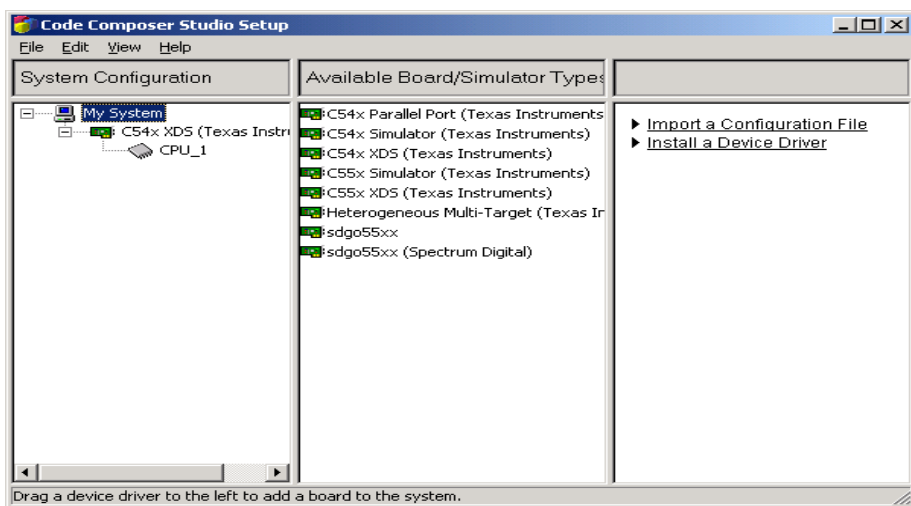 Code Composer Studio Setup
File Edit View Help
System Configuration
Available Board/Simulator Types
My System
C54x XDS (Texas Instr
CPU_1
C54x Parallel Port (Texas Instruments
C54x Simulator (Texas Instruments)
C54x XDS (Texas Instruments)
C55x Simulator (Texas Instruments)
C55x XDS (Texas Instruments)
Heterogeneous Multi-Target (Texas Ir
sdgo55xx
sdgo55xx (Spectrum Digital)
Import a Configuration File
Install a Device Driver
Drag a device driver to the left to add a board to the system.